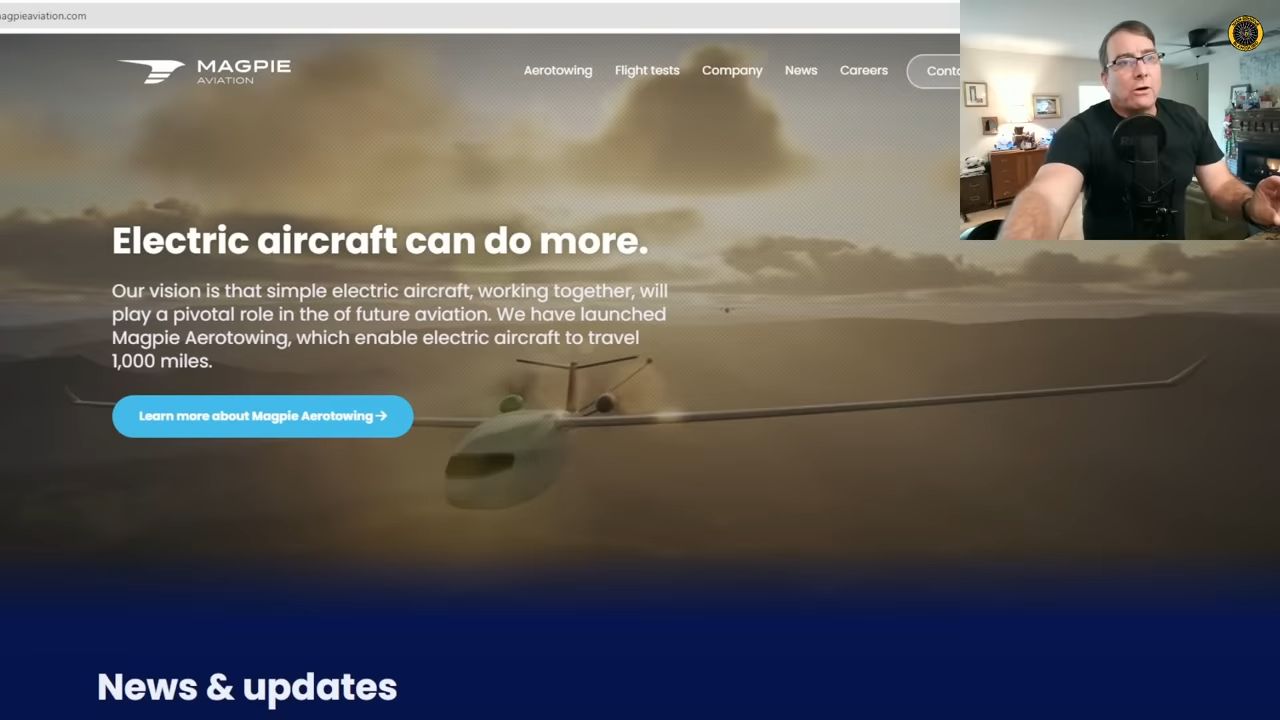 agpieaviation.com
MAGPIE
AVIATION
Aerotowing Flight tests Company News Careers
Electric aircraft can do more.
Our vision is that simple electric aircraft, working together, will
play a pivotal role in the of future aviation. We have launched
Magpie Aerotowing, which enable electric aircraft to travel
1,000 miles.
Learn more about Magpie Aerotowing
News & updates